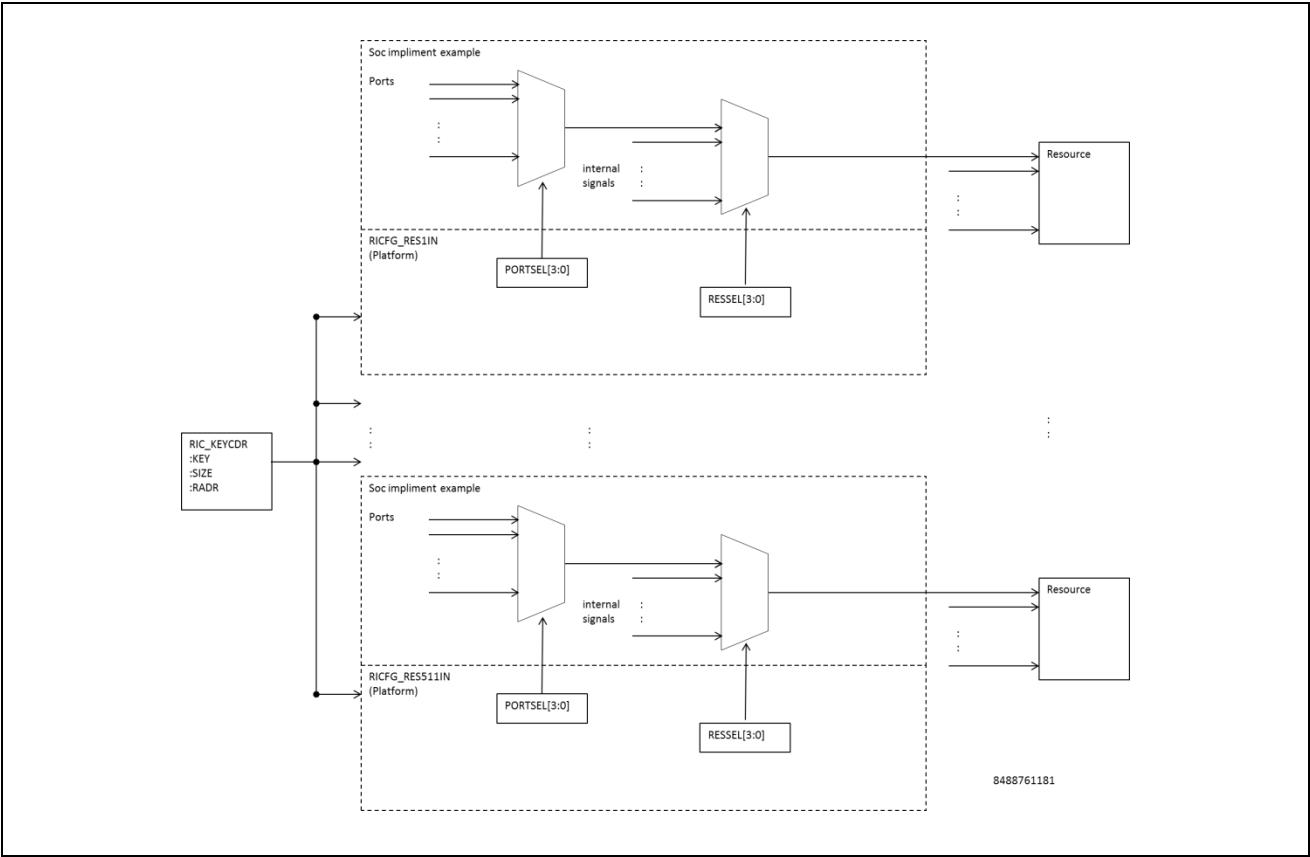 Soc impliment example
Ports
:
:
internal
signals
:
:
Resource
:
:
RICFG_RES1IN
(Platform)
PORTSEL[3:0]
RESSEL[3:0]
RIC_KEYCDR
:KEY
:SIZE
:RADR
:
:
:
:
:
:
Soc impliment example
Ports
:
:
internal
signals
:
:
Resource
:
:
RICFG_RES511IN
(Platform)
PORTSEL[3:0]
RESSEL[3:0]
8488761181